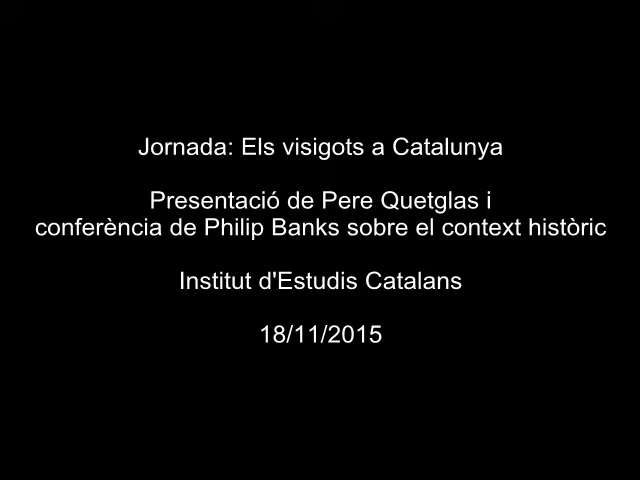 Jornada: Els visigots a Catalunya
Presentació de Pere Quetglas i
conferència de Philip Banks sobre el context històric
Institut d'Estudis Catalans
18/11/2015